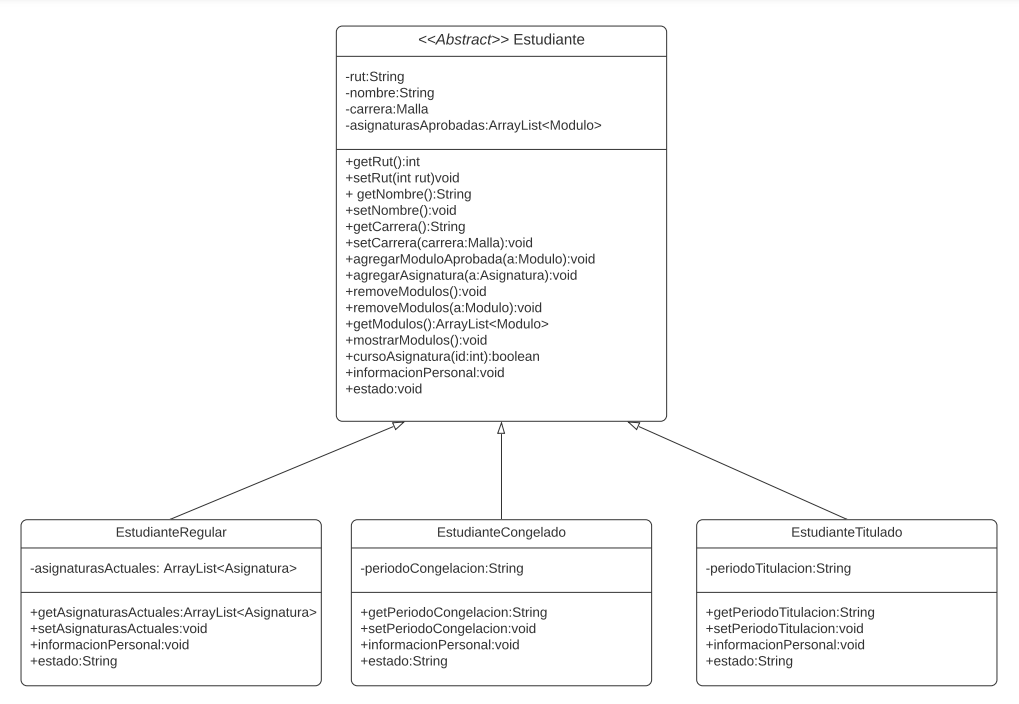 <<Abstract>> Estudiante
-rut:String
-nombre:String
-carrera:Malla
-asignaturasAprobadas:ArrayList<Modulo>
+getRut():int
+setRut(int rut)void
+ getNombre():String
+setNombre():void
+getCarrera():String
+setCarrera(carrera:Malla):void
+agregarModuloAprobada(a:Modulo):void
+agregarAsignatura(a:Asignatura):void
+removeModulos():void
+removeModulos(a:Modulo):void
+getModulos():ArrayList<Modulo>
+mostrarModulos():void
+cursoAsignatura(id:int):boolean
+informacionPersonal:void
+estado:void
EstudianteRegular
-asignaturasActuales: ArrayList<Asignatura>
+getAsignaturasActuales:ArrayList<Asignatura>
+setAsignaturasActuales:void
+informacionPersonal:void
+estado:String
EstudianteCongelado
-periodoCongelacion:String
+getPeriodoCongelacion:String
+setPeriodoCongelacion:void
+informacionPersonal:void
+estado:String
EstudianteTitulado
-periodoTitulacion:String
+getPeriodoTitulacion:String
+setPeriodoTitulacion:void
+informacionPersonal:void
+estado:String